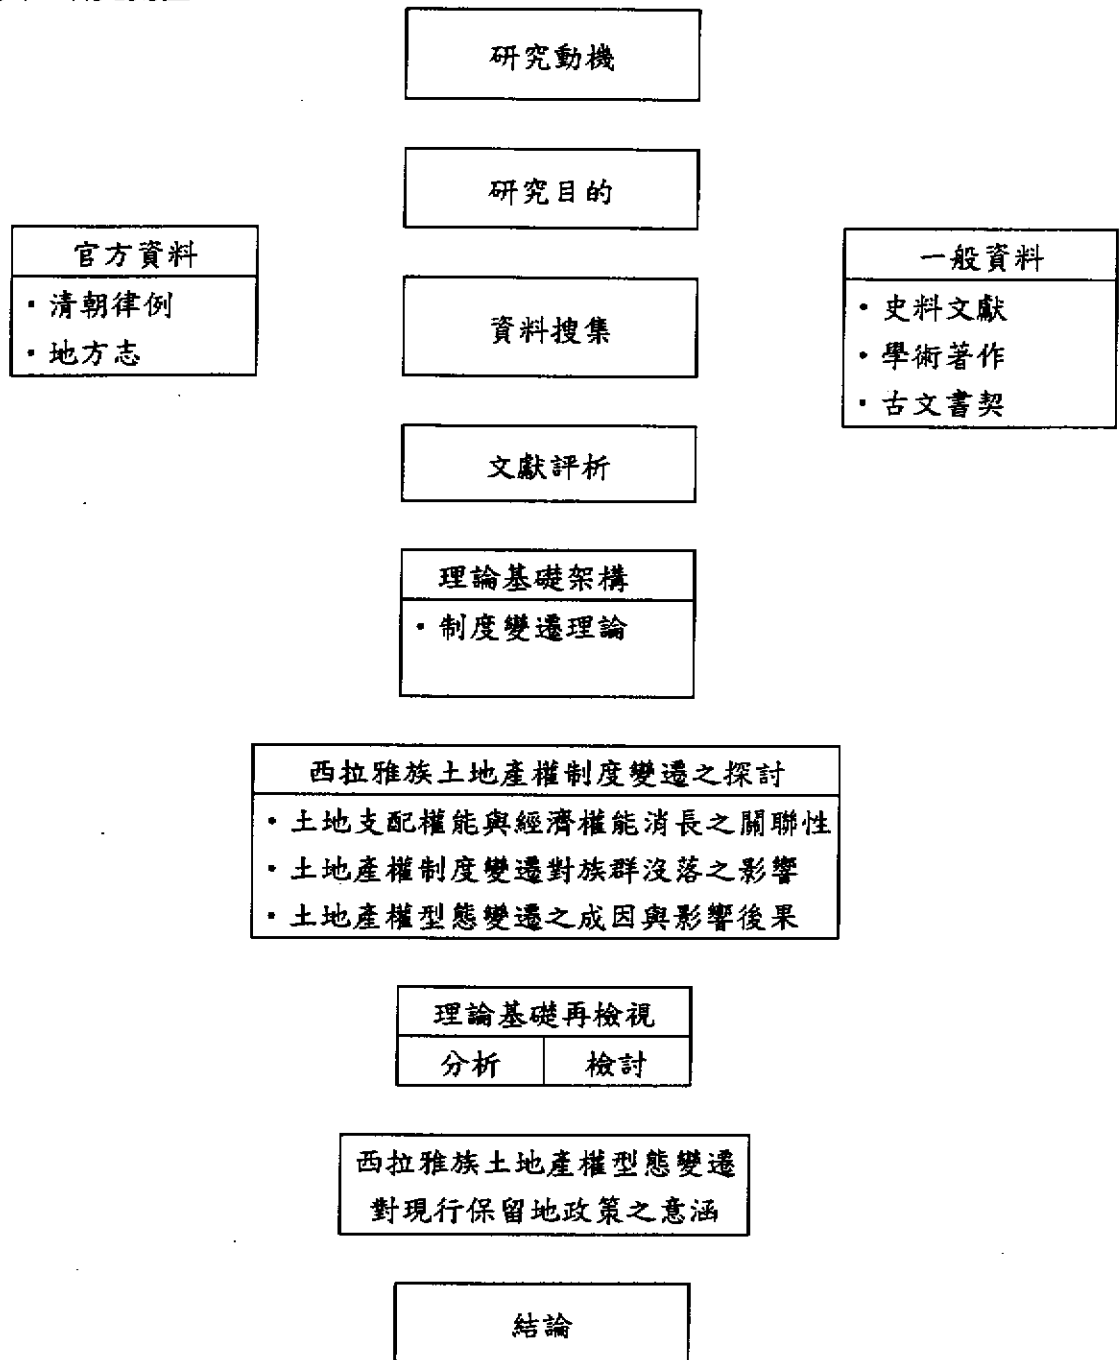 研究動機
研究目的
官方資料
・清朝律例
・地方志
資料搜集
一般資料
・史料文獻
・學術著作
・古文書契
文獻評析
理論基礎架構
・制度變遷理論
西拉雅族土地產權制度變遷之探討
・土地支配權能與經濟權能消長之關聯性
・土地產權制度變遷對族群沒落之影響
・土地產權型態變遷之成因與影響後果
理論基礎再檢視
分析
檢討
西拉雅族土地產權型態變遷
對現行保留地政策之意涵
結論